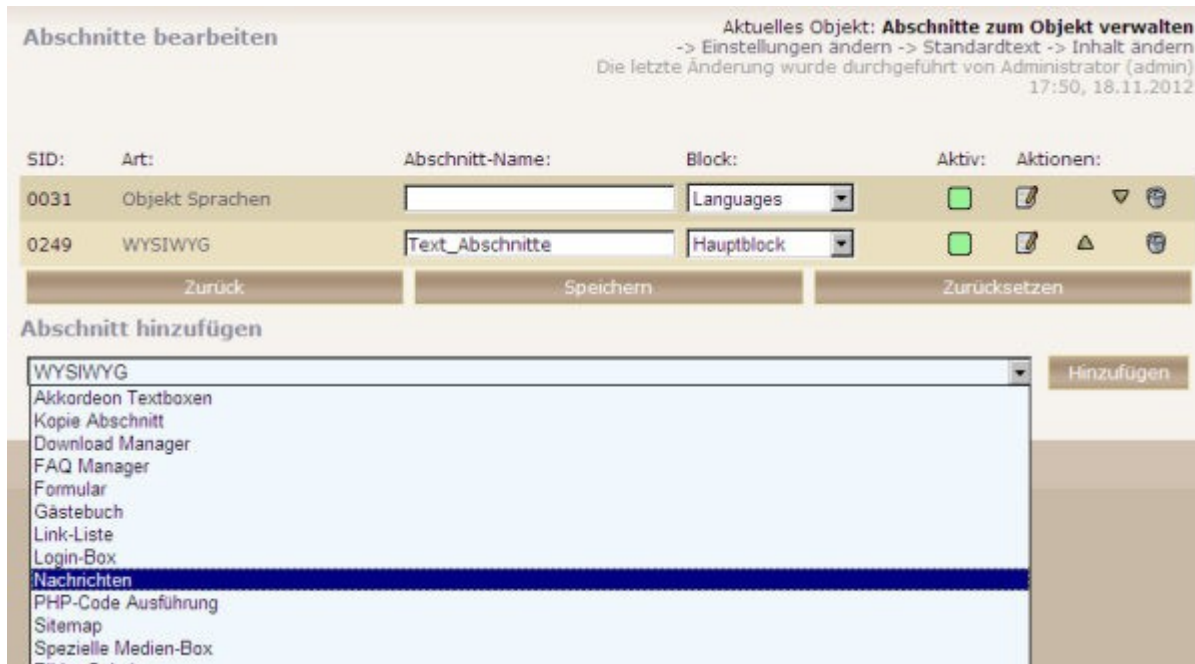 Abschnitte bearbeiten
Aktuelles Objekt: Abschnitte zum Objekt verwalten
-> Einstellungen ändern -> Standardtext -> Inhalt ändern
Die letzte Änderung wurde durchgeführt von Administrator (admin)
17:50, 18.11.2012
SID: Art: Abschnitt-Name: Block: Aktiv: Aktionen:
0031 Objekt Sprachen Languages
0249 WYSIWYG Text_Abschnitte Hauptblock
Zurück Speichern Zurücksetzen
Abschnitt hinzufügen
WYSIWYG Hinzufügen
Akkordeon Textboxen
Kopie Abschnitt
Download Manager
FAQ Manager
Formular
Gästebuch
Link-Liste
Login-Box
Nachrichten
PHP-Code Ausführung
Sitemap
Spezielle Medien-Box